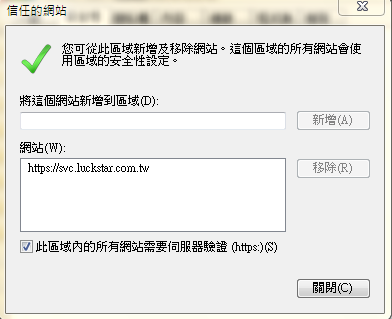 信任的網站
您可從此區域新增及移除網站。這個區域的所有網站會使
用區域的安全性設定。
將這個網站新增到區域(D):
新增(A)
網站(W):
https://svc.luckstar.com.tw
移除(R)
此區域內的所有網站需要伺服器驗證 (https:)(S)
關閉(C)